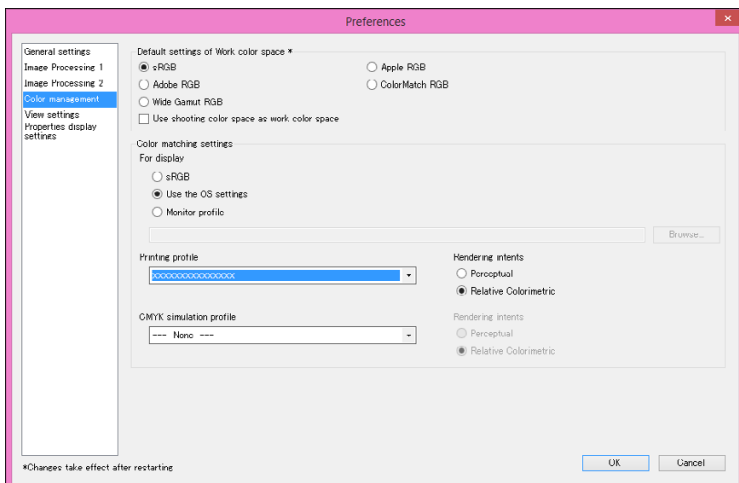 Preferences
General settings
Image Processing 1
Image Processing 2
Color management
View settings
Properties display
settings
Default settings of Work color space *
sRGB
Apple RGB
Adobe RGB
ColorMatch RGB
Wide Gamut RGB
Use shooting color space as work color space
Color matching settings
For display
sRGB
Use the OS settings
Monitor profile
Browse...
Printing profile
XXXXXXXXXXXXXXX
Rendering intents
Perceptual
Relative Colorimetric
CMYK simulation profile
--- None ---
Rendering intents
Perceptual
Relative Colorimetric
*Changes take effect after restarting
OK
Cancel